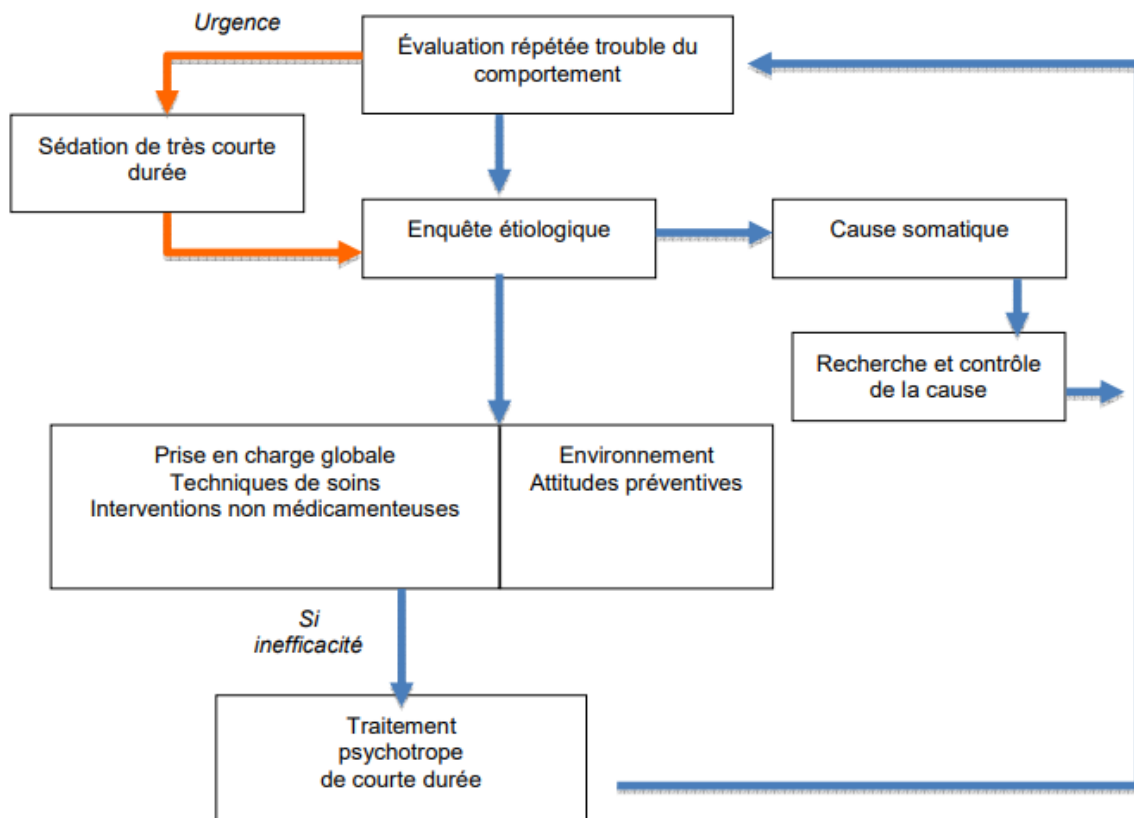 Urgence
Évaluation répétée trouble du
comportement
Sédation de très courte
durée
Enquête étiologique
Cause somatique
Recherche et contrôle
de la cause
Prise en charge globale
Techniques de soins
Interventions non médicamenteuses
Environnement
Attitudes préventives
Si
inefficacité
Traitement
psychotrope
de courte durée